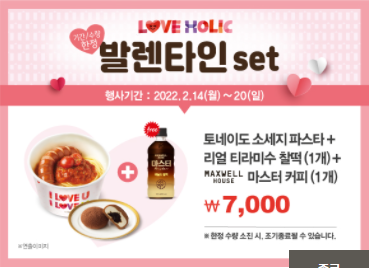 LOVE HOLIC
기간/수량
한정
발렌타인 set
행사기간 : 2022. 2.14(월) ~ 20(일)
free
마스타
I LOVE U
I LOVE
토네이도 소세지 파스타 +
리얼 티라미수 찰떡 (1개) +
MAXWELL HOUSE 마스터 커피 (1개)
₩7,000
※ 한정 수량 소진 시, 조기종료될 수 있습니다.
※연출이미지